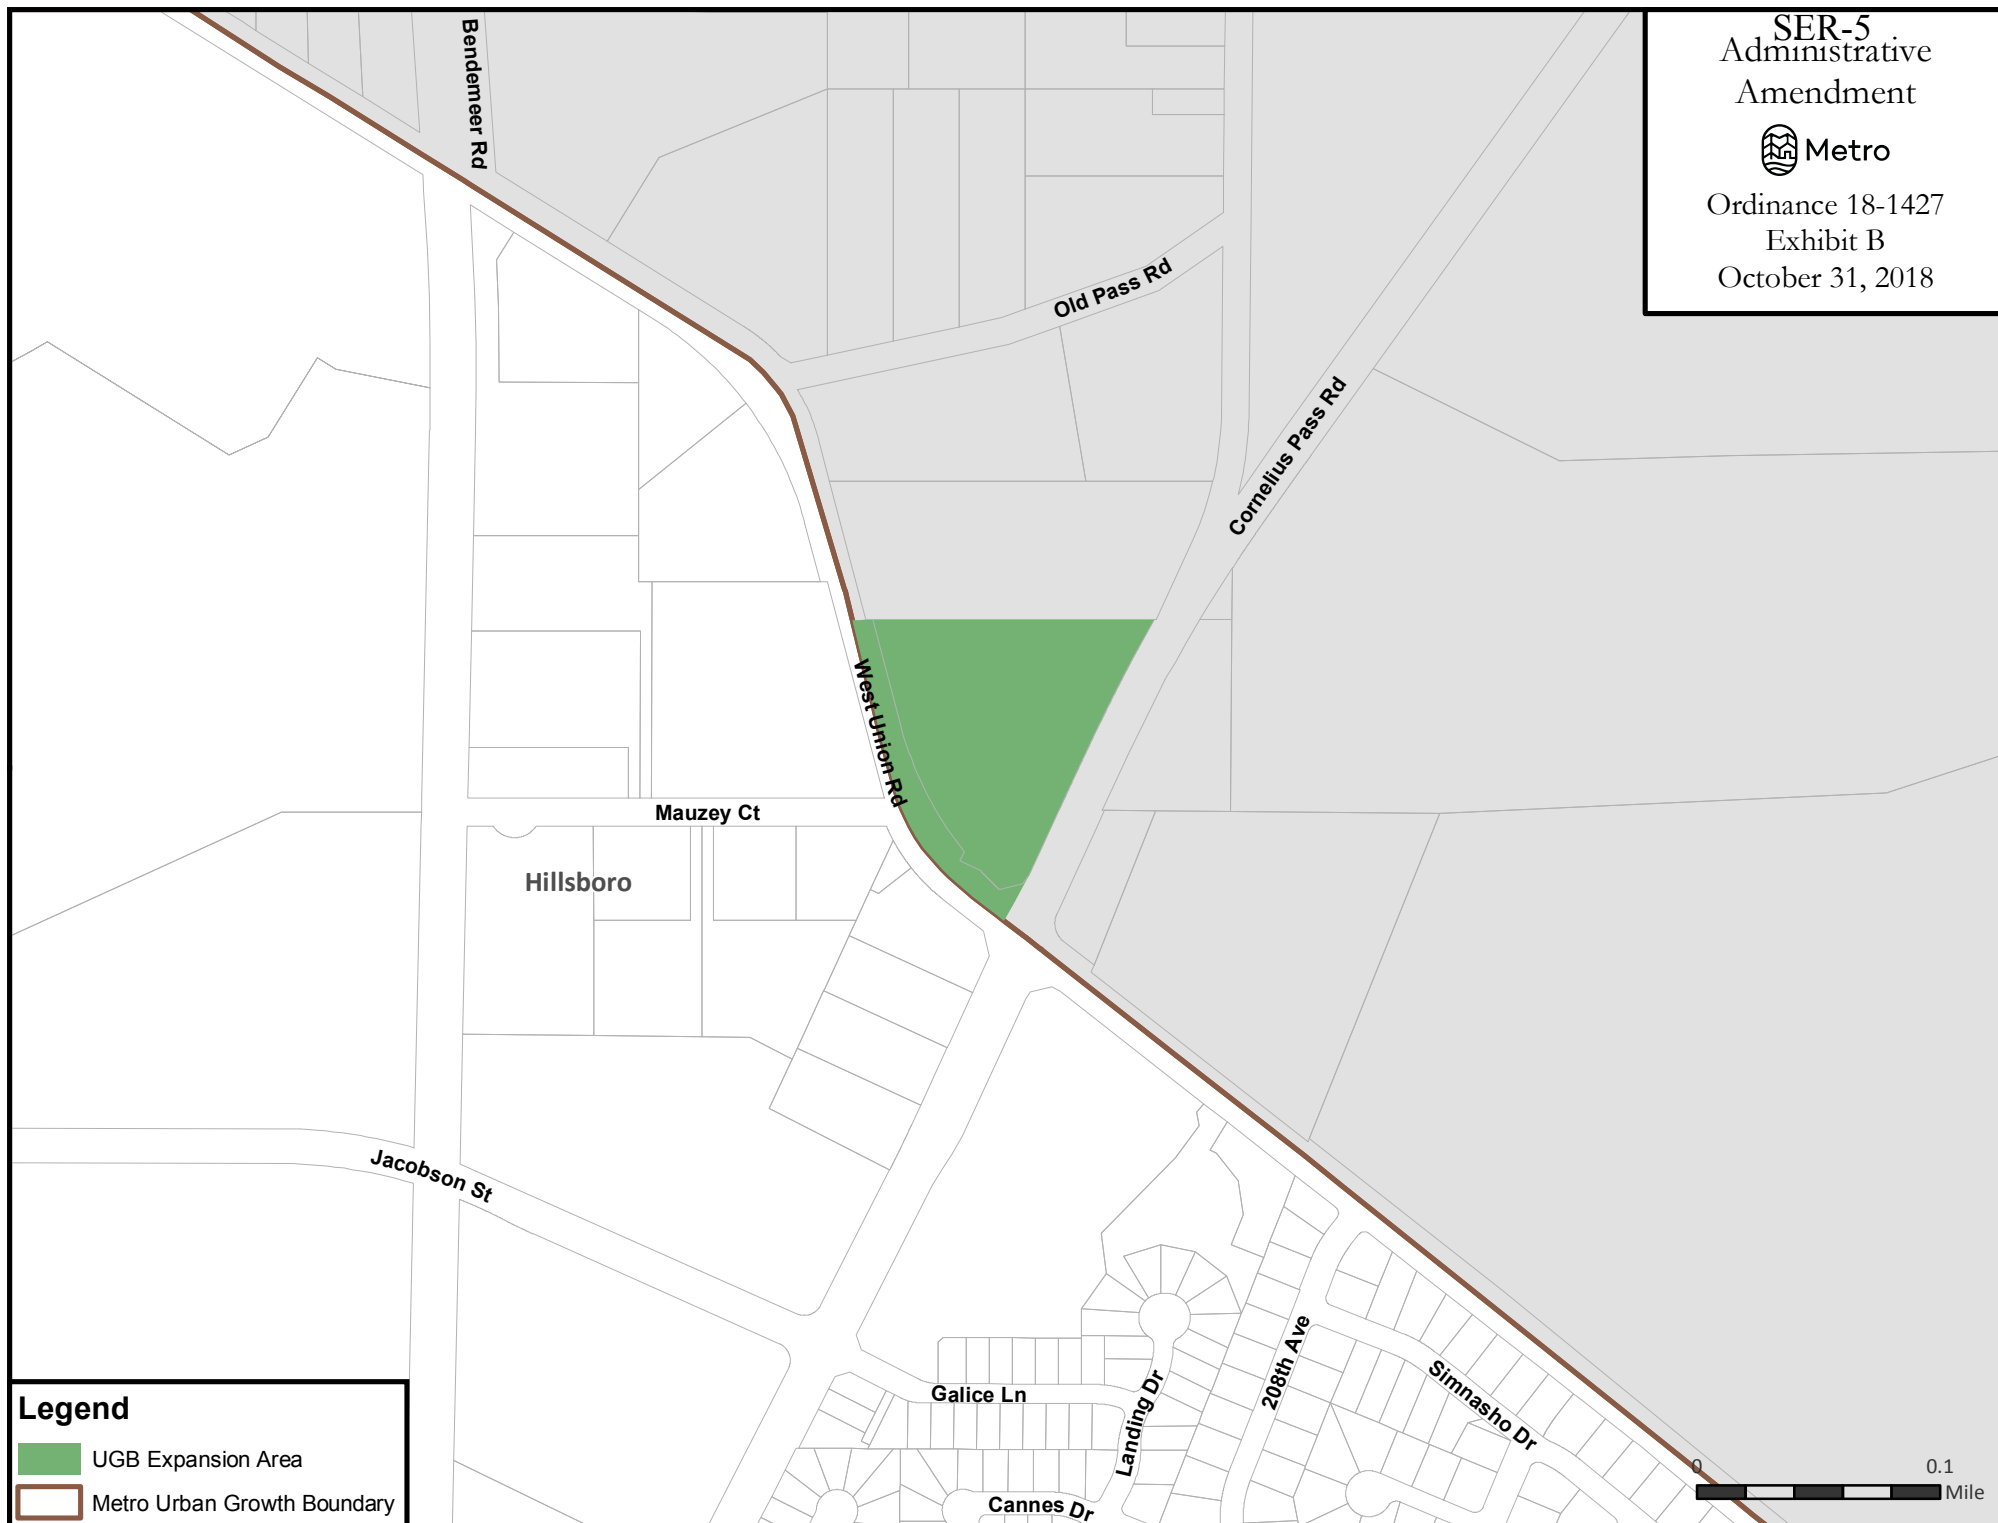 SER-5
Administrative
Amendment
Metro
Ordinance 18-1427
Exhibit B
October 31, 2018
Bendemeer Rd
Old Pass Rd
Cornelius Pass Rd
West Union Rd
Mauzey Ct
Hillsboro
Jacobson St
208th Ave
Simnasho Dr
Galice Ln
Landing Dr
Cannes Dr
Legend
UGB Expansion Area
Metro Urban Growth Boundary
0
0.1
Mile